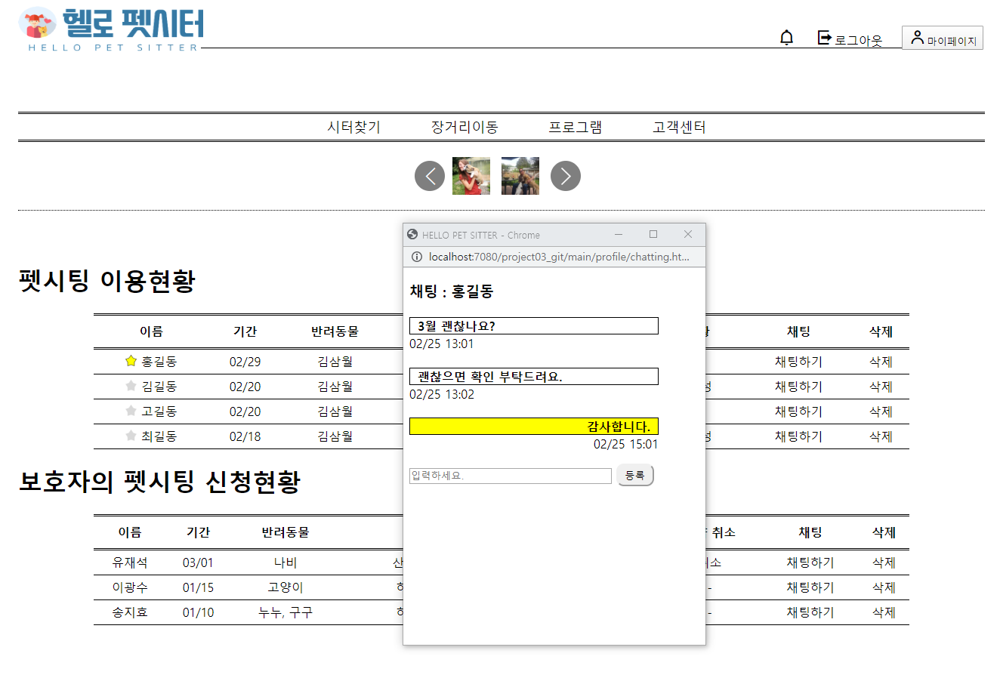 헬로 펫시터
HELLO PET SITTER
로그아웃
마이페이지
시터찾기 장거리이동 프로그램 고객센터
펫시팅 이용현황
이름 기간 반려동물 채팅 삭제
홍길동 02/29 김삼월 채팅하기 삭제
김길동 02/20 김삼월 채팅하기 삭제
고길동 02/20 김삼월 채팅하기 삭제
최길동 02/18 김삼월 채팅하기 삭제
보호자의 펫시팅 신청현황
이름 기간 반려동물 취소 채팅 삭제
유재석 03/01 나비 산 채팅하기 삭제
이광수 01/15 고양이 - 채팅하기 삭제
송지효 01/10 누누, 구구 - 채팅하기 삭제
HELLO PET SITTER - Chrome
localhost:7080/project03_git/main/profile/chatting.ht...
채팅 : 홍길동
3월 괜찮나요?
02/25 13:01
괜찮으면 확인 부탁드려요.
02/25 13:02
감사합니다.
02/25 15:01
입력하세요. 등록